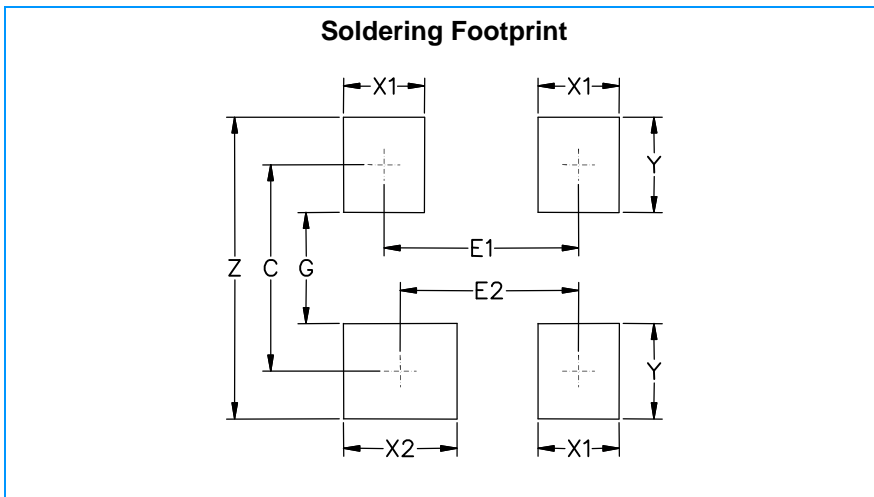 Soldering Footprint
X1 X1
Y
E1
Z C G
E2
Y
X2 X1